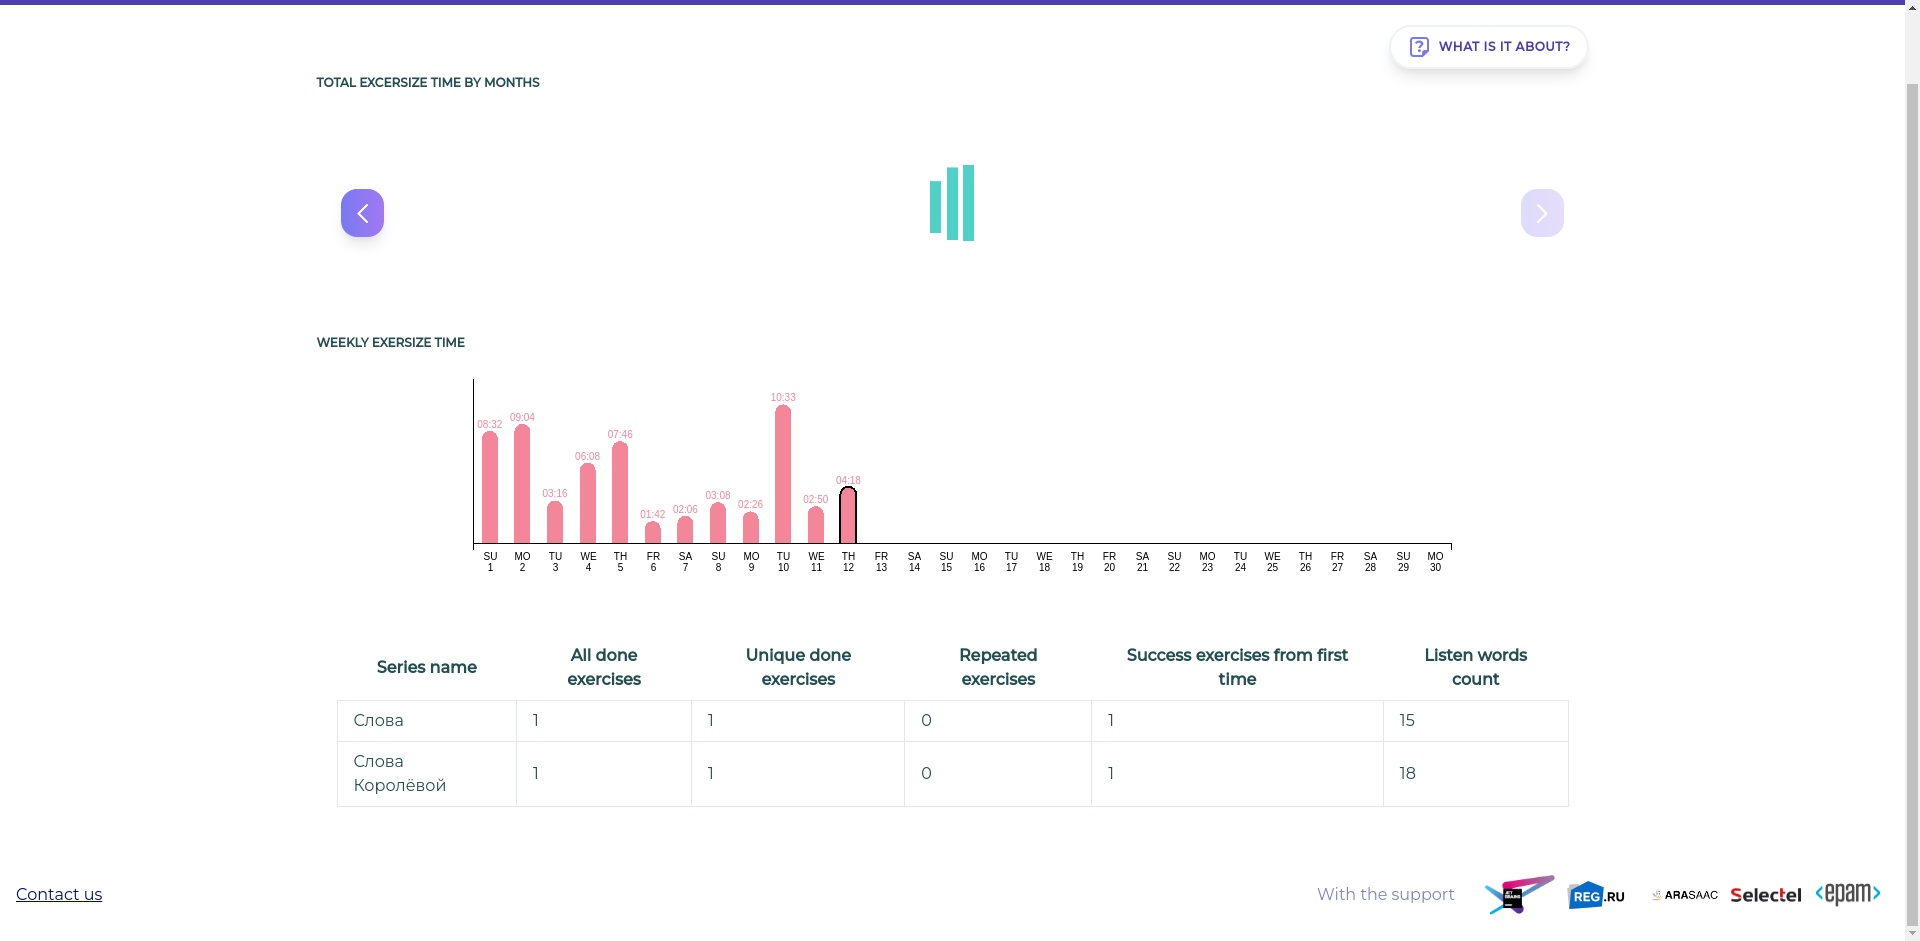 WHAT IS IT ABOUT?
TOTAL EXCERSIZE TIME BY MONTHS
WEEKLY EXERSIZE TIME
08:32 09:04 03:16 06:08 07:46 01:42 02:06 03:08 02:26 10:33 02:50 04:18
SU MO TU WE TH FR SA SU MO TU WE TH FR SA SU MO TU WE TH FR SA SU MO TU WE TH FR SA SU MO
1 2 3 4 5 6 7 8 9 10 11 12 13 14 15 16 17 18 19 20 21 22 23 24 25 26 27 28 29 30
Series name All done exercises Unique done exercises Repeated exercises Success exercises from first time Listen words count
Слова 1 1 0 1 15
Слова Королёвой 1 1 0 1 18
Contact us
With the support JET BRAINS REG.RU ARASAAC Selectel <epam>